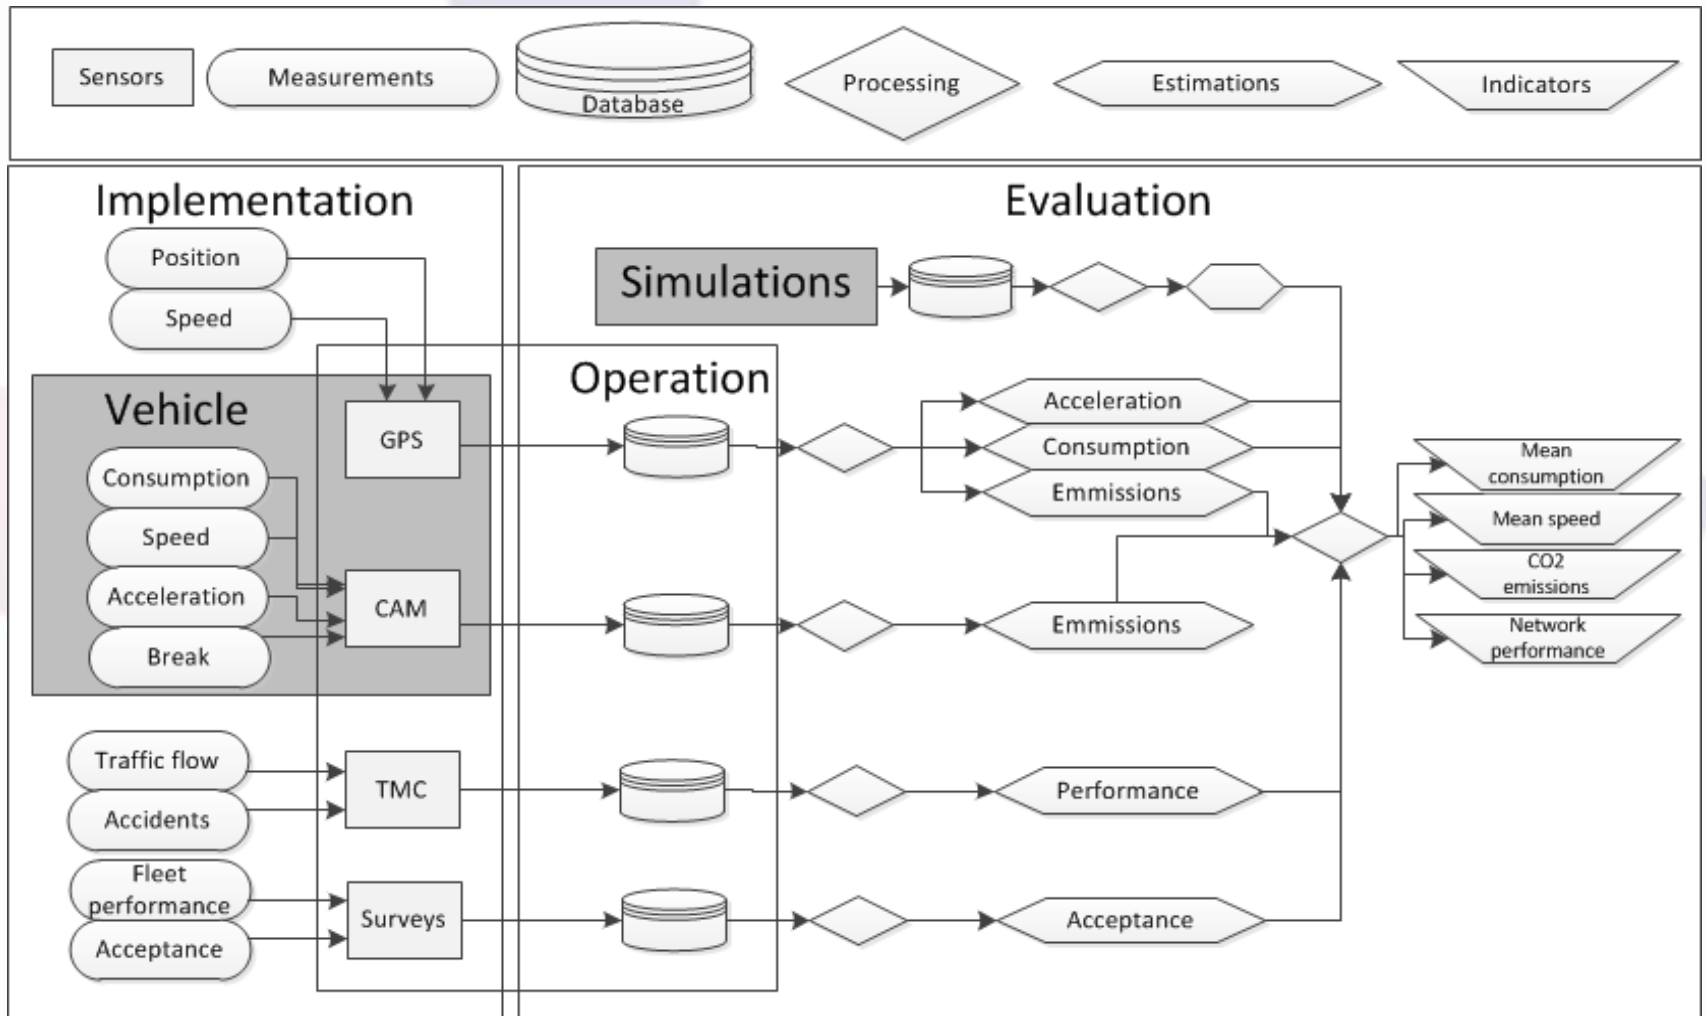 Sensors
Measurements
Database
Processing
Estimations
Indicators
Implementation
Position
Speed
Vehicle
Consumption
Speed
Acceleration
Break
GPS
CAM
Traffic flow
Accidents
TMC
Fleet
performance
Acceptance
Surveys
Evaluation
Simulations
Operation
Acceleration
Consumption
Emmissions
Emmissions
Performance
Acceptance
Mean
consumption
Mean speed
CO2
emissions
Network
performance